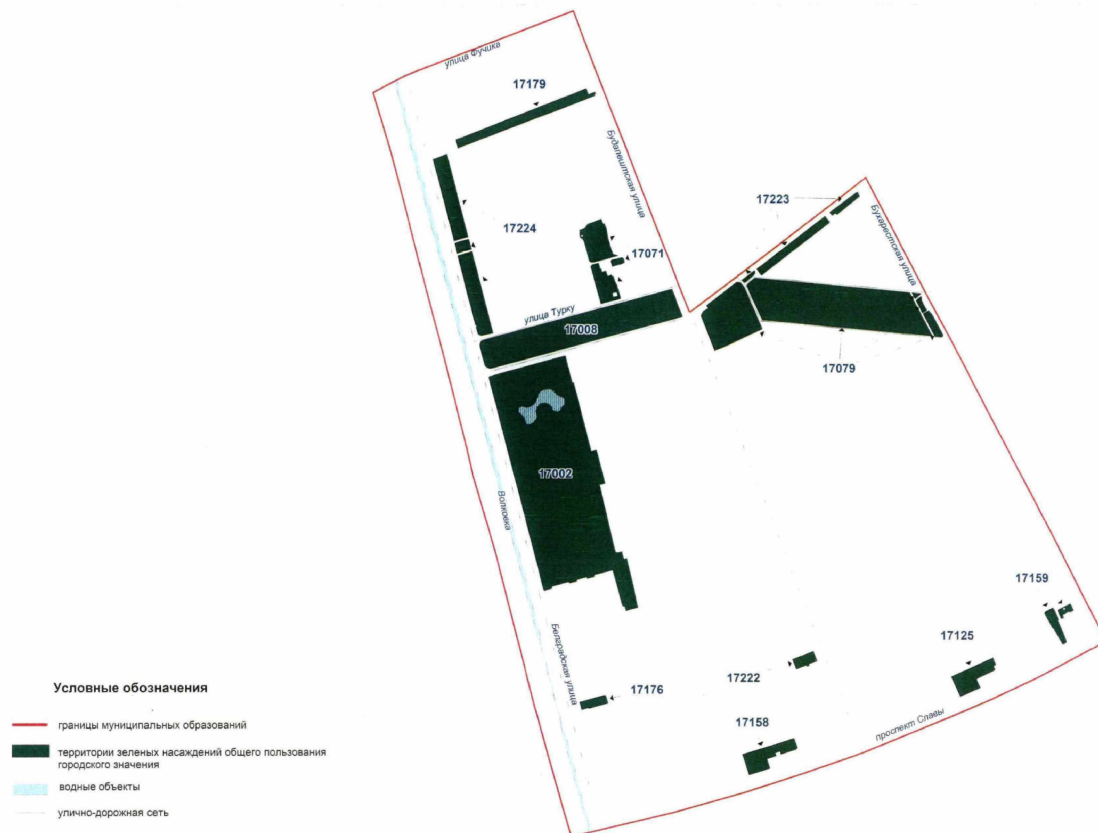 улица Фучика
17179
Будапештская улица
17223
Бухарестская улица
17224
17071
улица Турку
17008
17079
17002
Волковка
17159
17125
Белградская улица
17222
17176
17158
проспект Славы
Условные обозначения
границы муниципальных образований
территории зеленых насаждений общего пользования
городского значения
водные объекты
улично-дорожная сеть